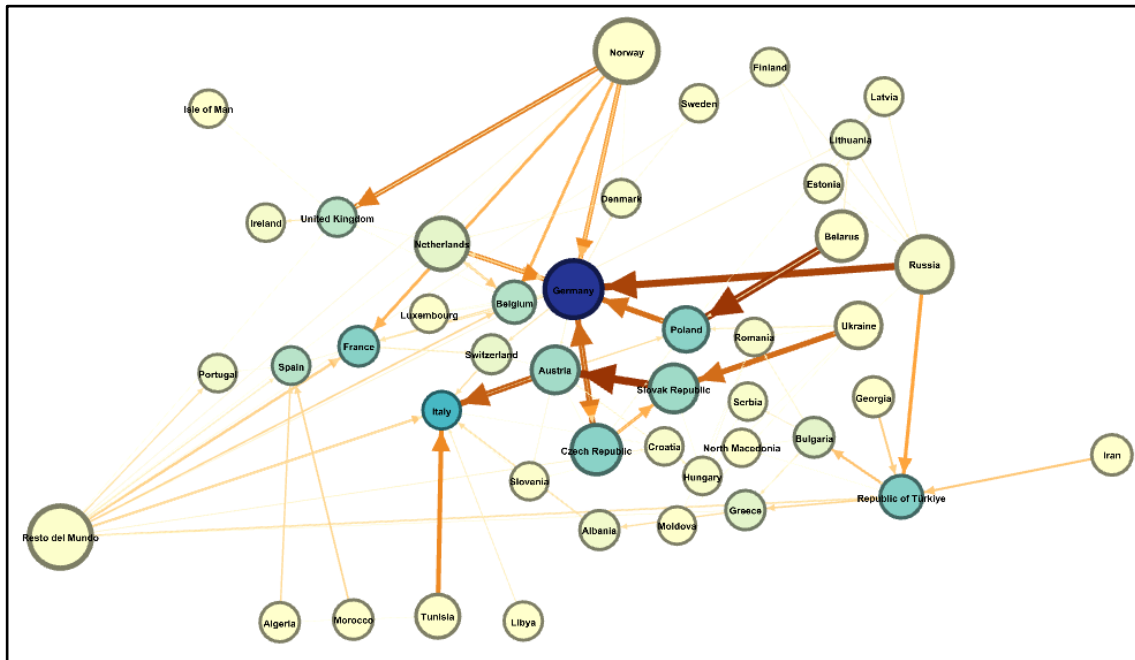 Norway
Finland
Isle of Man
Sweden
Latvia
Lithuania
Estonia
Denmark
Ireland
United Kingdom
Belarus
Netherlands
Russia
Germany
Belgium
Luxembourg
Poland
Ukraine
Romania
France
Switzerland
Spain
Portugal
Austria
Slovak Republic
Georgia
Serbia
Italy
Bulgaria
Croatia
North Macedonia
Czech Republic
Iran
Hungary
Slovenia
Republic of Türkiye
Greece
Resto del Mundo
Albania
Moldova
Algeria
Morocco
Tunisia
Libya